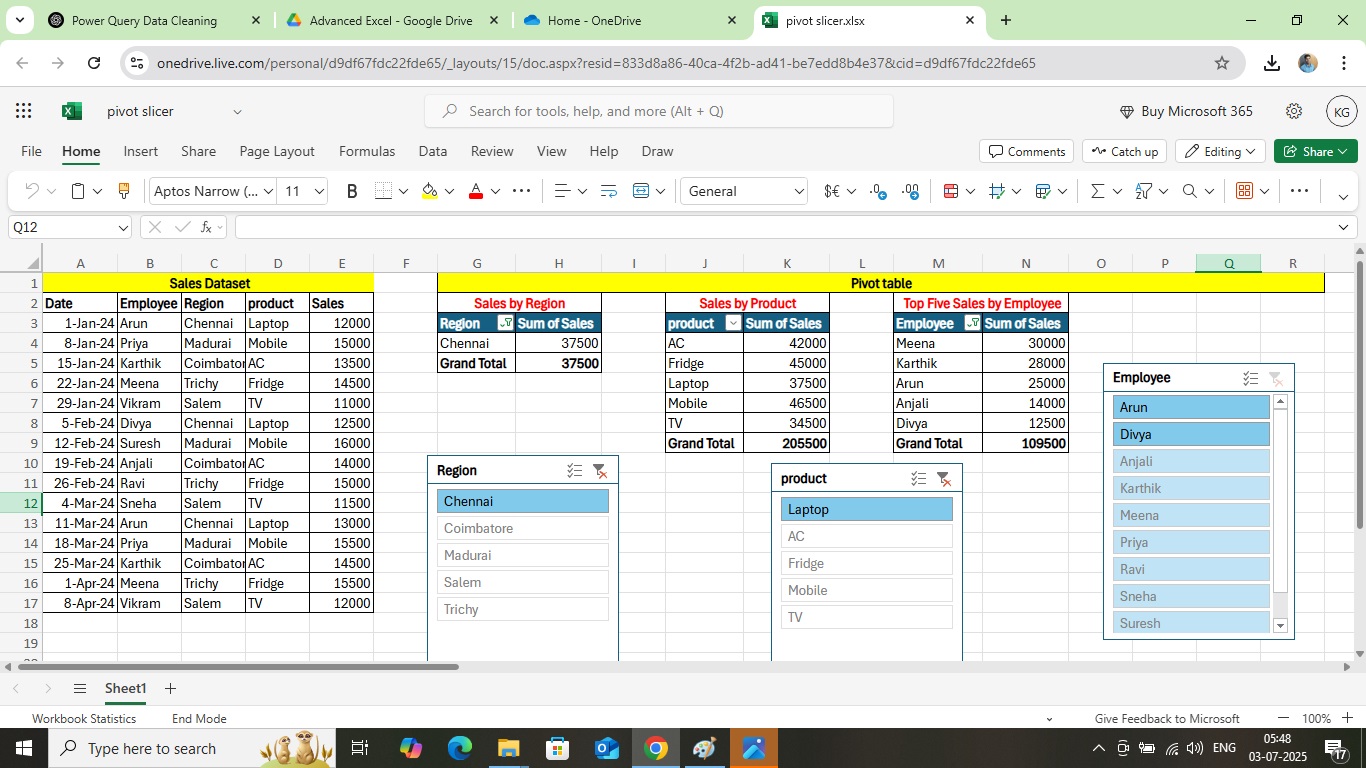 Power Query Data Cleaning
Advanced Excel - Google Drive
Home - OneDrive
pivot slicer.xlsx
onedrive.live.com/personal/d9df67fdc22fde65/_layouts/15/doc.aspx?resid=833d8a86-40ca-4f2b-ad41-be7edd8b4e37&cid=d9df67fdc22fde65
pivot slicer
Search for tools, help, and more (Alt + Q)
Buy Microsoft 365
KG
File Home Insert Share Page Layout Formulas Data Review View Help Draw
Comments Catch up Editing Share
Aptos Narrow (... 11 B A General $€ .0 .00
Q12 fx
A B C D E F G H I J K L M N O P Q R
1 Sales Dataset Pivot table
2 Date Employee Region product Sales Sales by Region Sales by Product Top Five Sales by Employee
3 1-Jan-24 Arun Chennai Laptop 12000 Region Sum of Sales product Sum of Sales Employee Sum of Sales
4 8-Jan-24 Priya Madurai Mobile 15000 Chennai 37500 AC 42000 Meena 30000
5 15-Jan-24 Karthik Coimbator AC 13500 Grand Total 37500 Fridge 45000 Karthik 28000
6 22-Jan-24 Meena Trichy Fridge 14500 Laptop 37500 Arun 25000
7 29-Jan-24 Vikram Salem TV 11000 Mobile 46500 Anjali 14000
8 5-Feb-24 Divya Chennai Laptop 12500 TV 34500 Divya 12500
9 12-Feb-24 Suresh Madurai Mobile 16000 Grand Total 205500 Grand Total 109500
10 19-Feb-24 Anjali Coimbator AC 14000
11 26-Feb-24 Ravi Trichy Fridge 15000
12 4-Mar-24 Sneha Salem TV 11500
13 11-Mar-24 Arun Chennai Laptop 13000
14 18-Mar-24 Priya Madurai Mobile 15500
15 25-Mar-24 Karthik Coimbator AC 14500
16 1-Apr-24 Meena Trichy Fridge 15500
17 8-Apr-24 Vikram Salem TV 12000
18
19
Region
Chennai
Coimbatore
Madurai
Salem
Trichy
product
Laptop
AC
Fridge
Mobile
TV
Employee
Arun
Divya
Anjali
Karthik
Meena
Priya
Ravi
Sneha
Suresh
Sheet1
Workbook Statistics End Mode Give Feedback to Microsoft 100%
Type here to search
ENG
05:48
03-07-2025
17